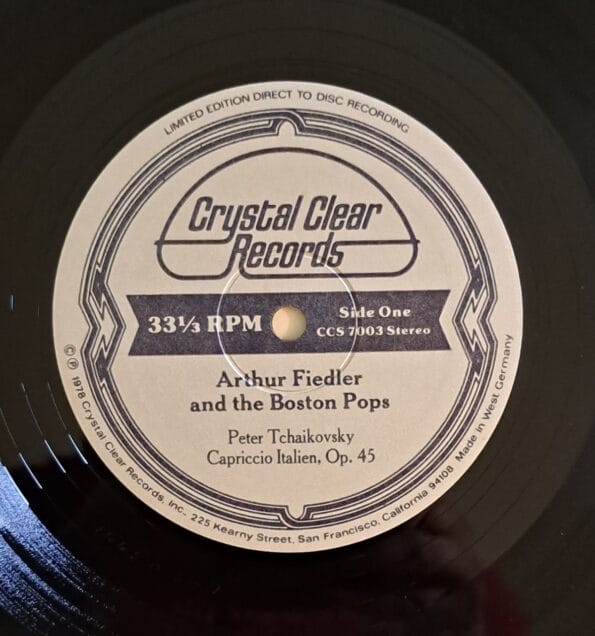 LIMITED EDITION DIRECT TO DISC RECORDING
Crystal Clear
Records
33⅓ RPM
Side One
CCS 7003 Stereo
Arthur Fiedler
and the Boston Pops
Peter Tchaikovsky
Capriccio Italien, Op. 45
© ℗ 1978 Crystal Clear Records, Inc., 225 Kearny Street, San Francisco, California 94108 Made in West Germany